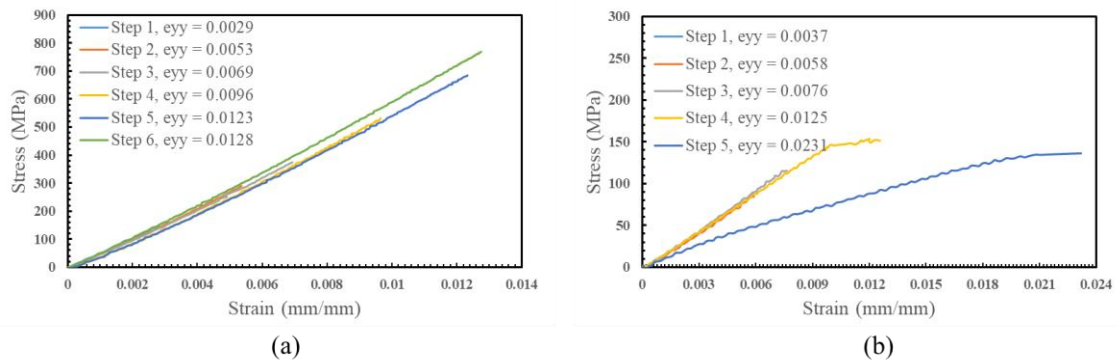 900
800
700
600
500
400
300
200
100
0
Stress (MPa)
Step 1, eyy = 0.0029
Step 2, eyy = 0.0053
Step 3, eyy = 0.0069
Step 4, eyy = 0.0096
Step 5, eyy = 0.0123
Step 6, eyy = 0.0128
0 0.002 0.004 0.006 0.008 0.01 0.012 0.014
Strain (mm/mm)
(a)
300
250
200
150
100
50
0
Stress (MPa)
Step 1, eyy = 0.0037
Step 2, eyy = 0.0058
Step 3, eyy = 0.0076
Step 4, eyy = 0.0125
Step 5, eyy = 0.0231
0 0.003 0.006 0.009 0.012 0.015 0.018 0.021 0.024
Strain (mm/mm)
(b)